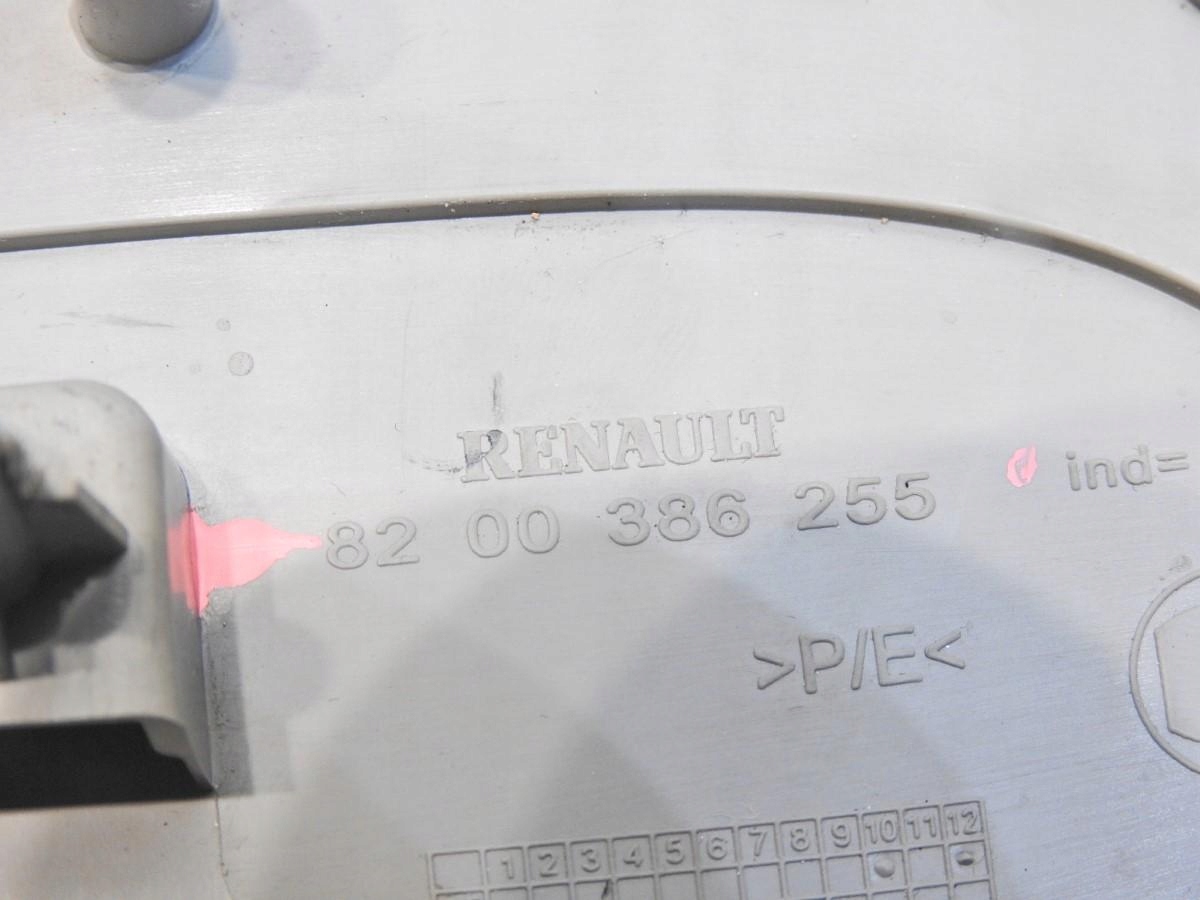 RENAULT
82 00 386 255
ind=
>P/E<
1 2 3 4 5 6 7 8 9 10 11 12